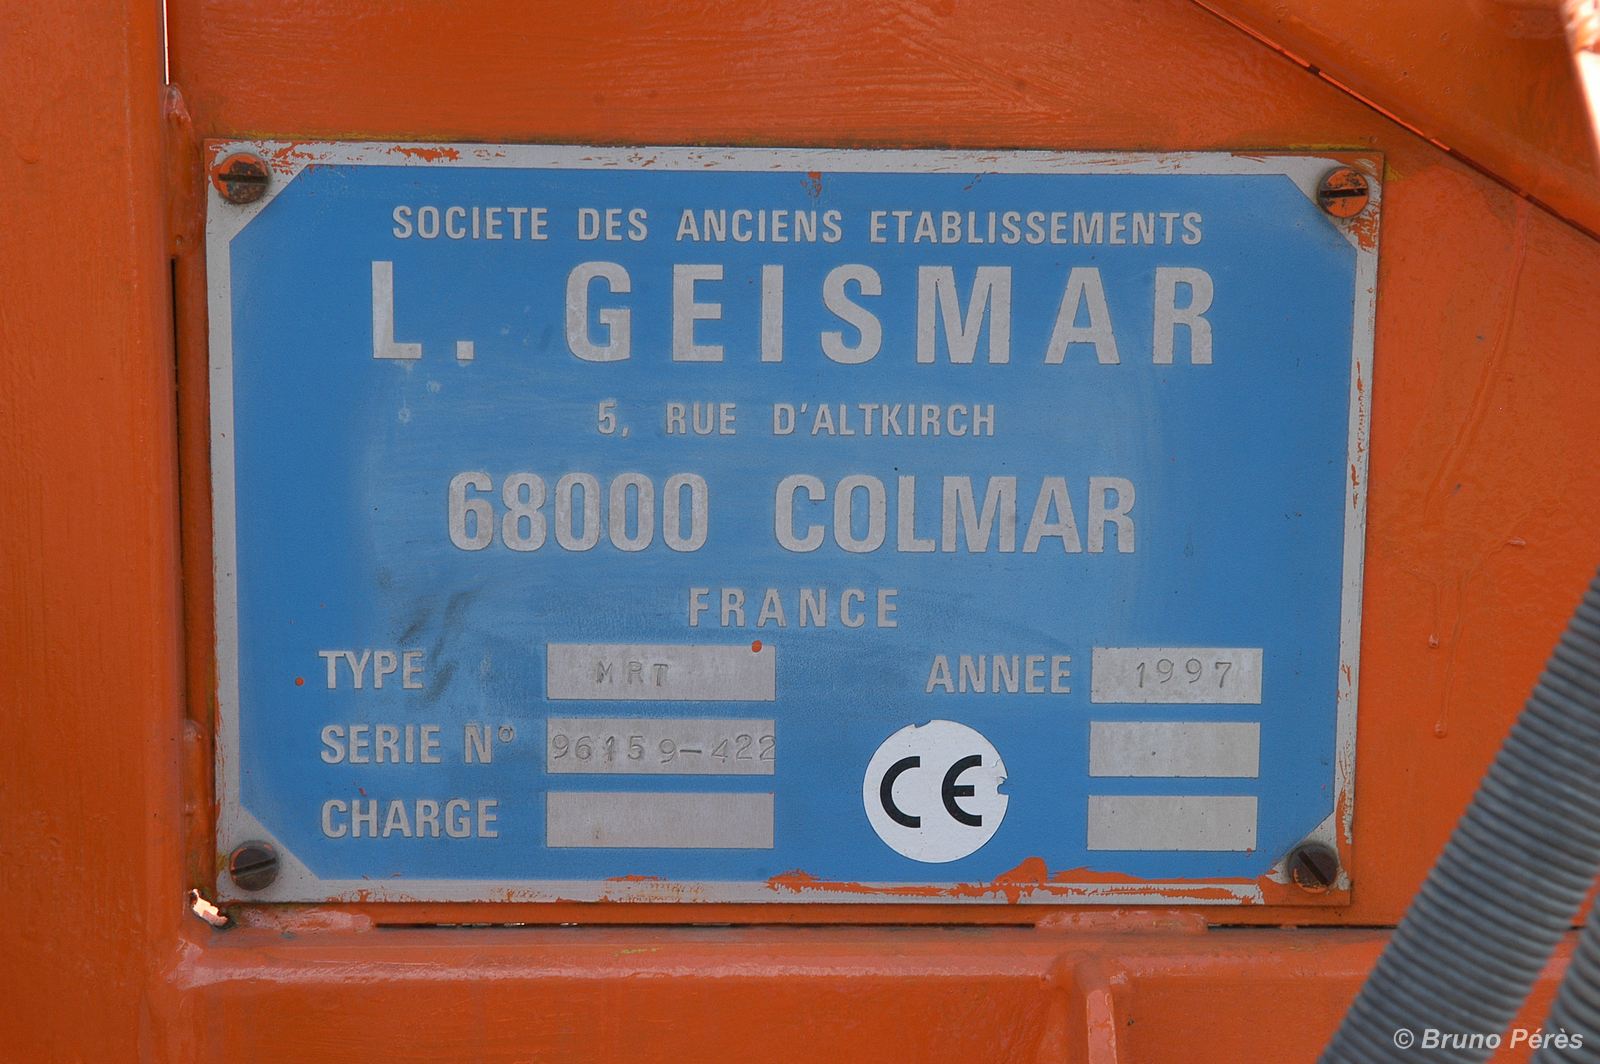 SOCIETE DES ANCIENS ETABLISSEMENTS
L. GEISMAR
5, RUE D'ALTKIRCH
68000 COLMAR
FRANCE
TYPE MRT ANNEE 1997
SERIE N° 96159-422
CE
CHARGE
© Bruno Pérès